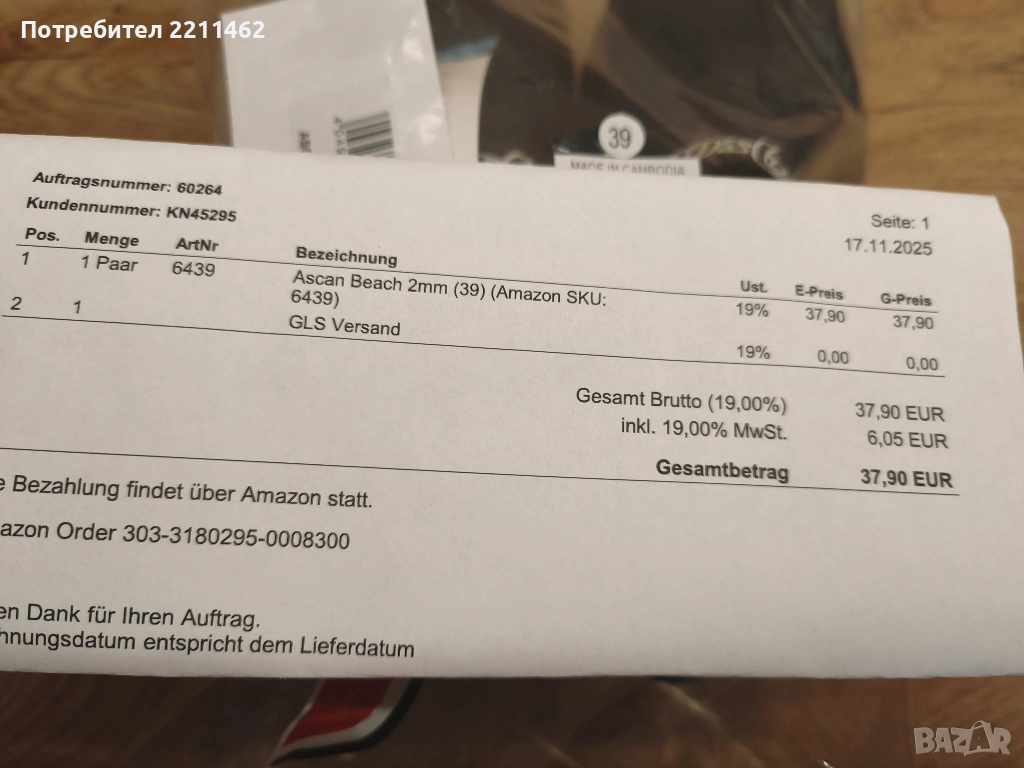 Потребител 2211462
39
MADE IN CAMBODIA
Auftragsnummer: 60264
Kundennummer: KN45295
Seite: 1
17.11.2025
Pos. Menge ArtNr Bezeichnung Ust. E-Preis G-Preis
1 1 Paar 6439 Ascan Beach 2mm (39) (Amazon SKU: 19% 37,90 37,90
6439)
2 1 GLS Versand 19% 0,00 0,00
Gesamt Brutto (19,00%) 37,90 EUR
inkl. 19,00% MwSt. 6,05 EUR
Gesamtbetrag 37,90 EUR
e Bezahlung findet über Amazon statt.
azon Order 303-3180295-0008300
en Dank für Ihren Auftrag.
hnungsdatum entspricht dem Lieferdatum
BAZAR